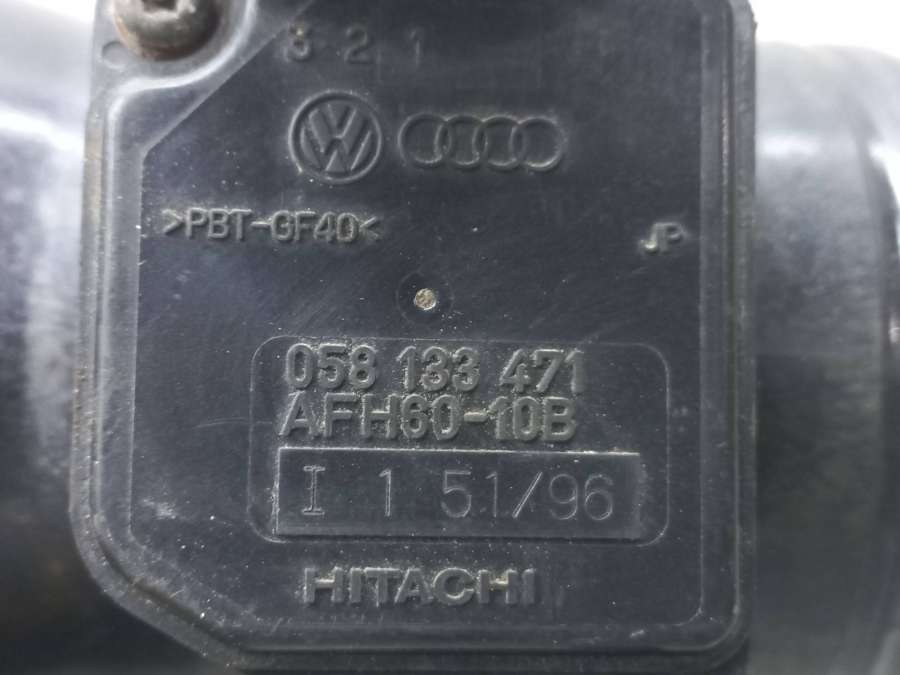 3 2 1
>PBT-GF40<
JP
058 133 471
AFH60-10B
I 1 51/96
HITACHI